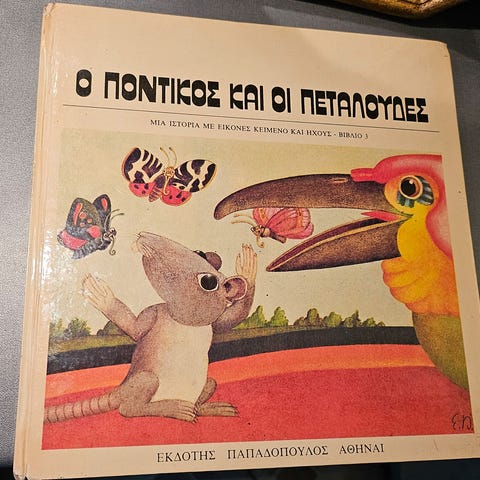 Ο ΠΟΝΤΙΚΟΣ ΚΑΙ ΟΙ ΠΕΤΑΛΟΥΔΕΣ
ΜΙΑ ΙΣΤΟΡΙΑ ΜΕ ΕΙΚΟΝΕΣ ΚΕΙΜΕΝΟ ΚΑΙ ΗΧΟΥΣ - ΒΙΒΛΙΟ 3
ΕΚΔΟΤΗΣ ΠΑΠΑΔΟΠΟΥΛΟΣ ΑΘΗΝΑΙ